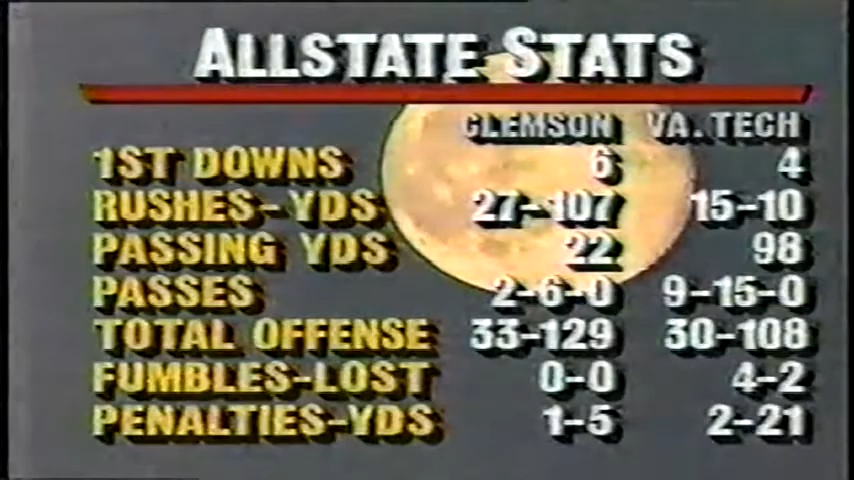 ALLSTATE STATS
CLEMSON VA. TECH
1ST DOWNS 6 4
RUSHES-YDS 27-107 15-10
PASSING YDS 22 98
PASSES 2-6-0 9-15-0
TOTAL OFFENSE 33-129 30-108
FUMBLES-LOST 0-0 4-2
PENALTIES-YDS 1-5 2-21